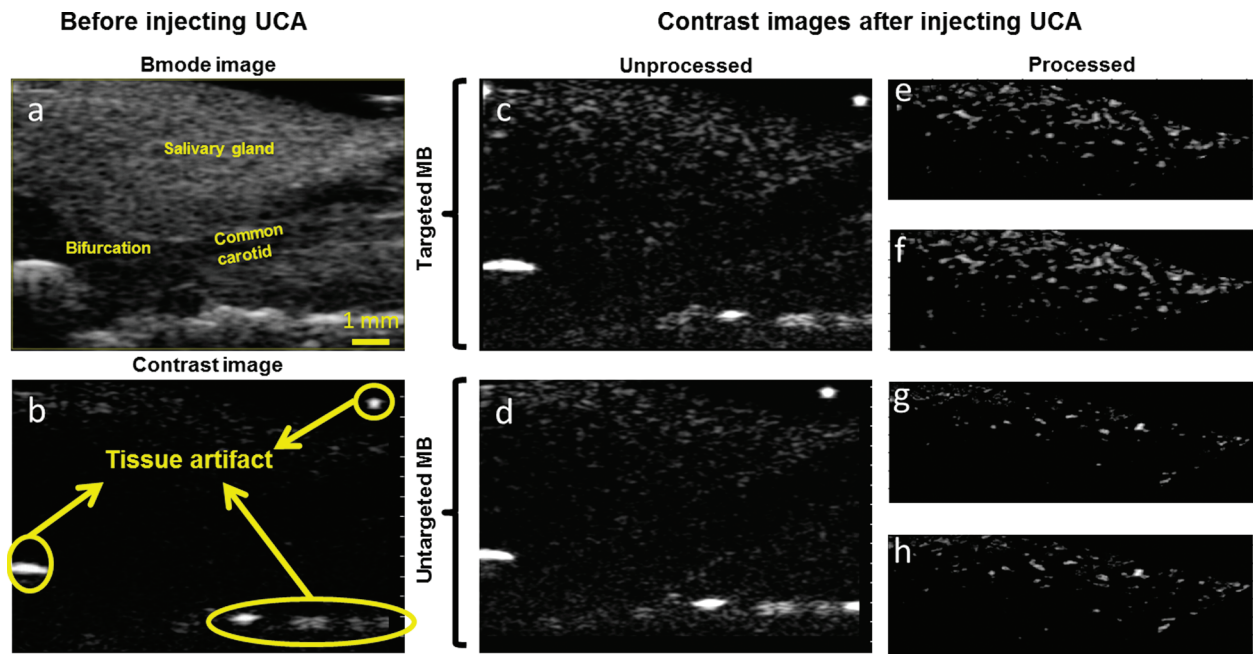 Before injecting UCA
Contrast images after injecting UCA
Bmode image
Unprocessed
Processed
a
Salivary gland
Bifurcation
Common
carotid
1 mm
Contrast image
b
Tissue artifact
Targeted MB
c
Untargeted MB
d
e
f
g
h